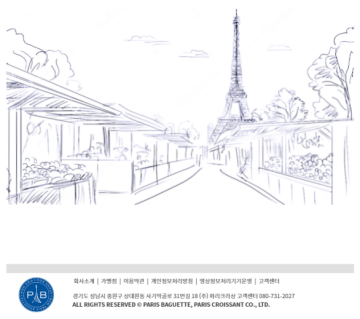 회사소개 | 가맹점 | 이용약관 | 개인정보처리방침 | 영상정보처리기기운영 | 고객센터
P B
경기도 성남시 중원구 상대원동 사기막골로 31번길 18 (주) 파리크라상 고객센터 080-731-2027
ALL RIGHTS RESERVED © PARIS BAGUETTE, PARIS CROISSANT CO., LTD.